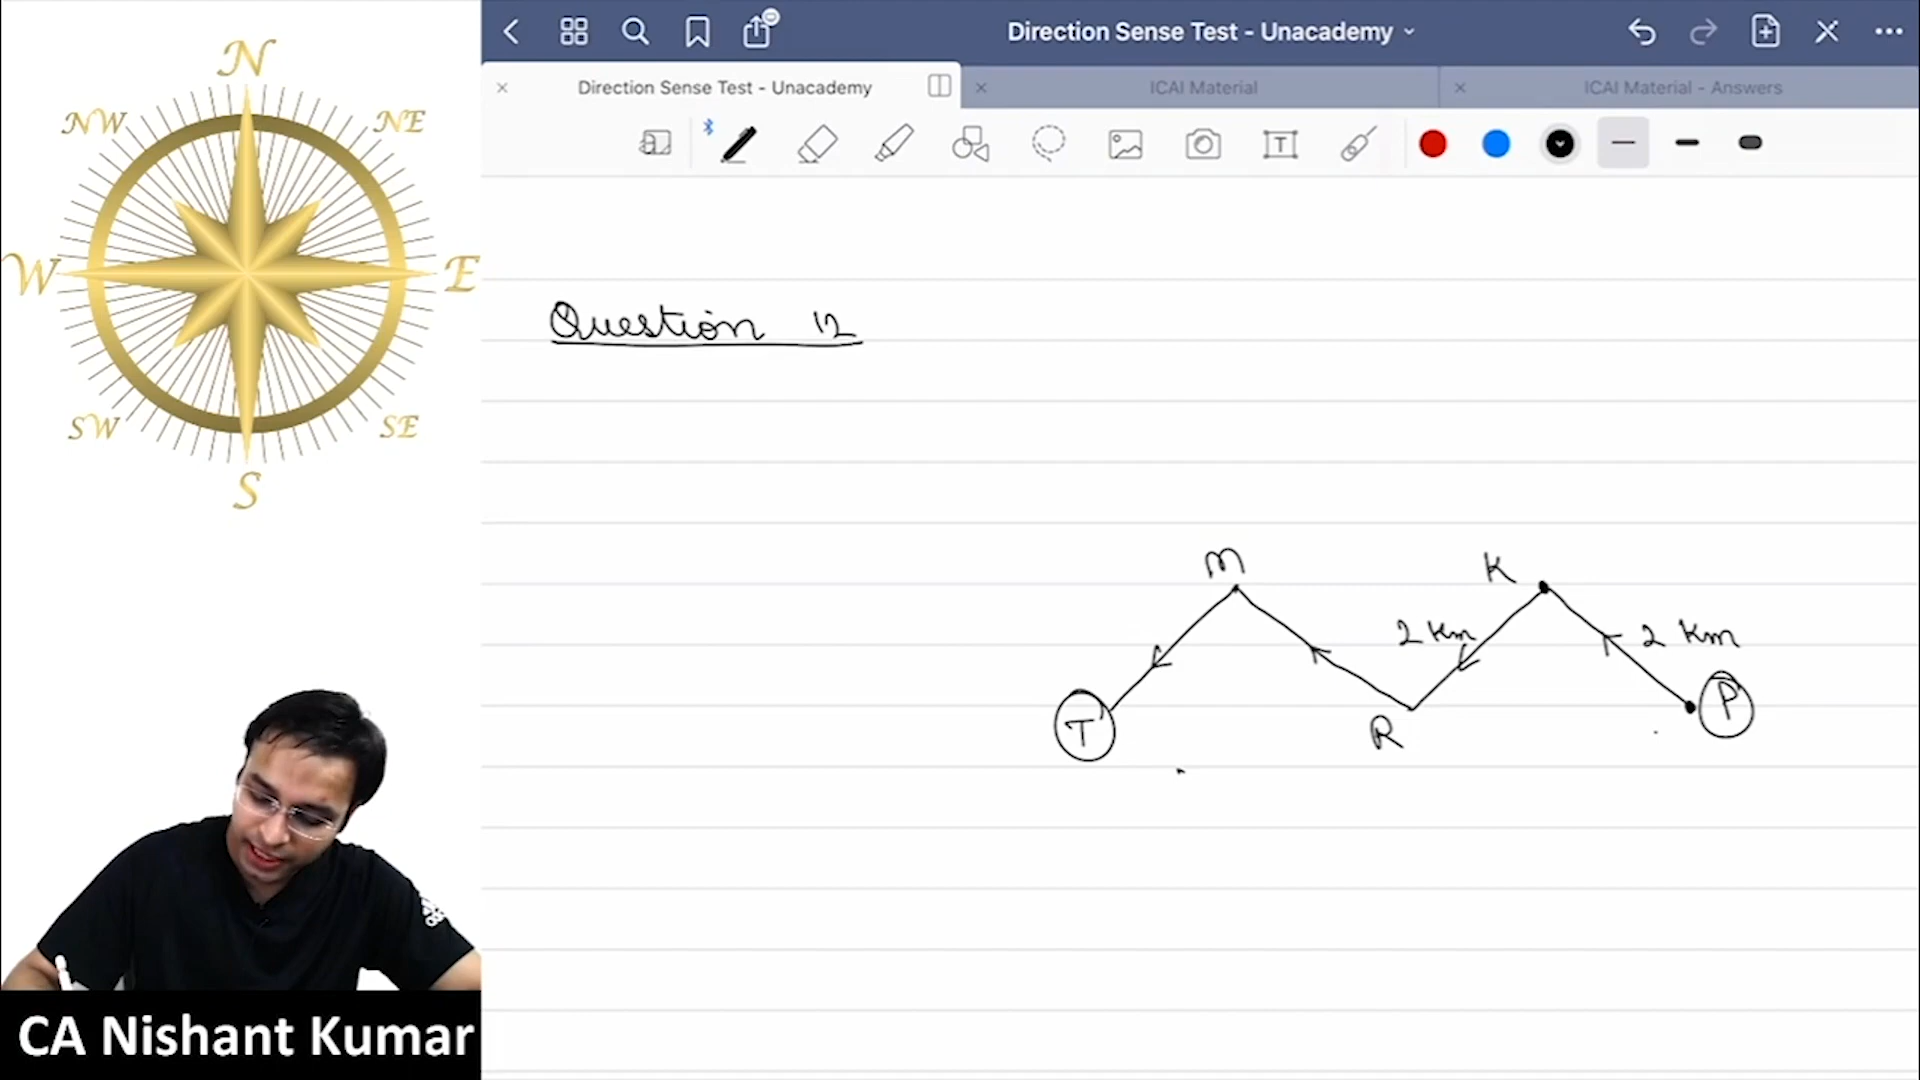 Direction Sense Test - Unacademy
Direction Sense Test - Unacademy
ICAI Material
ICAI Material - Answers
T
N
NW
NE
W
E
SW
SE
S
Question 12
M
K
2 Km
2 Km
T
R
P
CA Nishant Kumar